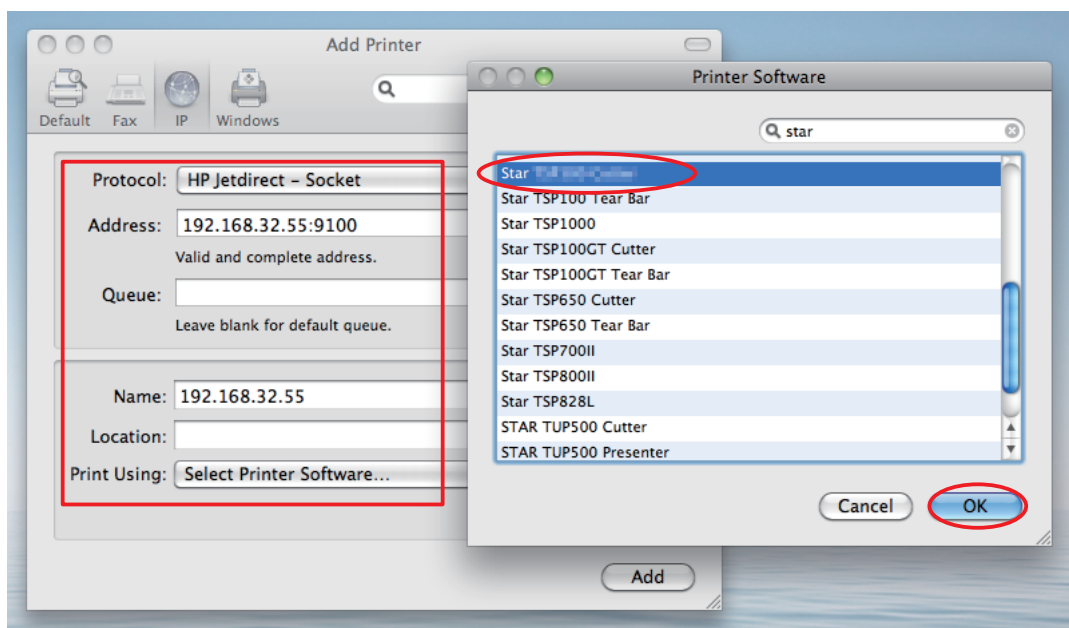 Add Printer
Default Fax IP Windows
Protocol: HP Jetdirect – Socket
Address: 192.168.32.55:9100
Valid and complete address.
Queue:
Leave blank for default queue.
Name: 192.168.32.55
Location:
Print Using: Select Printer Software...
Add
Printer Software
star
Star
Star TSP100 Tear Bar
Star TSP1000
Star TSP100GT Cutter
Star TSP100GT Tear Bar
Star TSP650 Cutter
Star TSP650 Tear Bar
Star TSP700II
Star TSP800II
Star TSP828L
STAR TUP500 Cutter
STAR TUP500 Presenter
Cancel OK